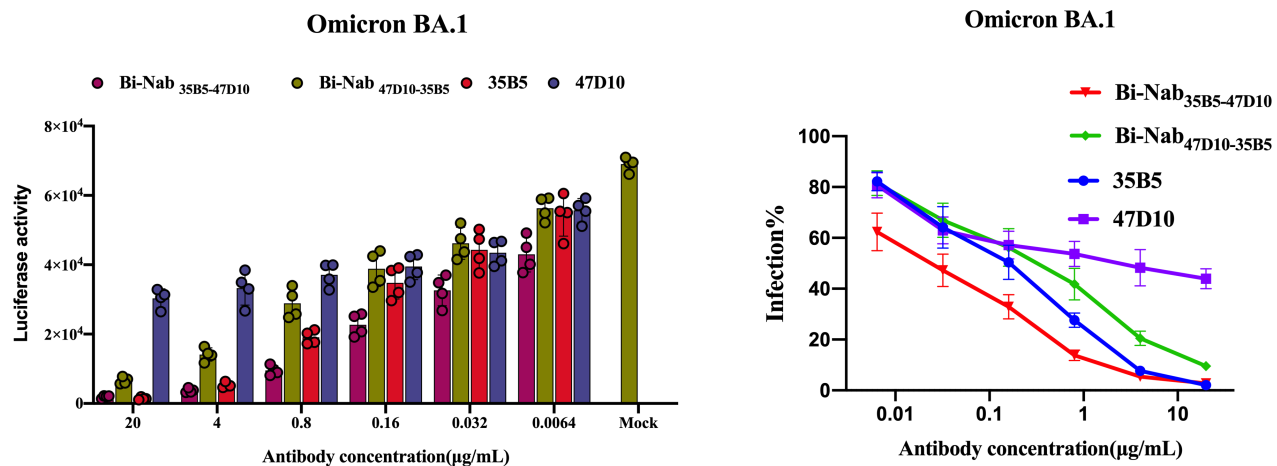 Omicron BA.1
Bi-Nab 35B5-47D10 Bi-Nab 47D10-35B5 35B5 47D10
Luciferase activity
8×10⁴
6×10⁴
4×10⁴
2×10⁴
0
20 4 0.8 0.16 0.032 0.0064 Mock
Antibody concentration(μg/mL)
Omicron BA.1
Bi-Nab35B5-47D10
Bi-Nab47D10-35B5
35B5
47D10
Infection%
100
80
60
40
20
0
0.01 0.1 1 10
Antibody concentration(μg/mL)